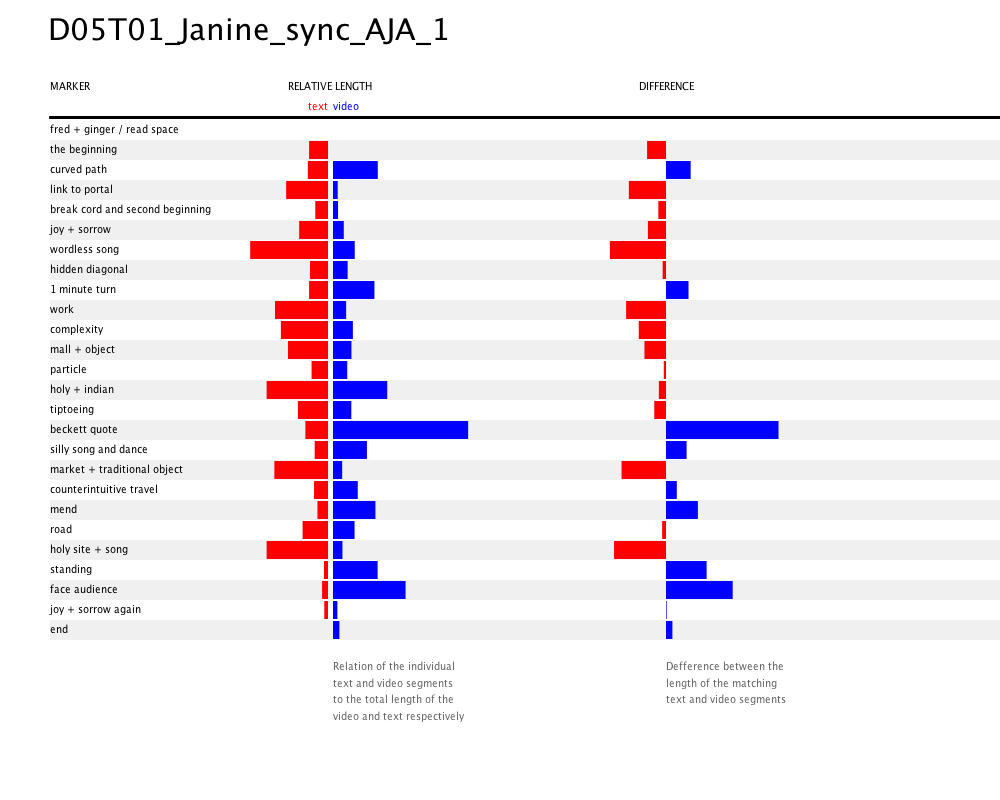 D05T01_Janine_sync_AJA_1
MARKER RELATIVE LENGTH DIFFERENCE
text video
fred + ginger / read space
the beginning
curved path
link to portal
break cord and second beginning
joy + sorrow
wordless song
hidden diagonal
1 minute turn
work
complexity
mall + object
particle
holy + indian
tiptoeing
beckett quote
silly song and dance
market + traditional object
counterintuitive travel
mend
road
holy site + song
standing
face audience
joy + sorrow again
end
Relation of the individual
text and video segments
to the total length of the
video and text respectively
Defference between the
length of the matching
text and video segments